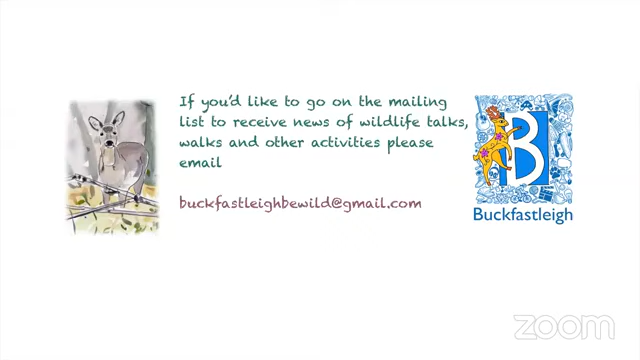 If you'd like to go on the mailing
list to receive news of wildlife talks,
walks and other activities please
email
buckfastleighbewild@gmail.com
B
Buckfastleigh
zoom